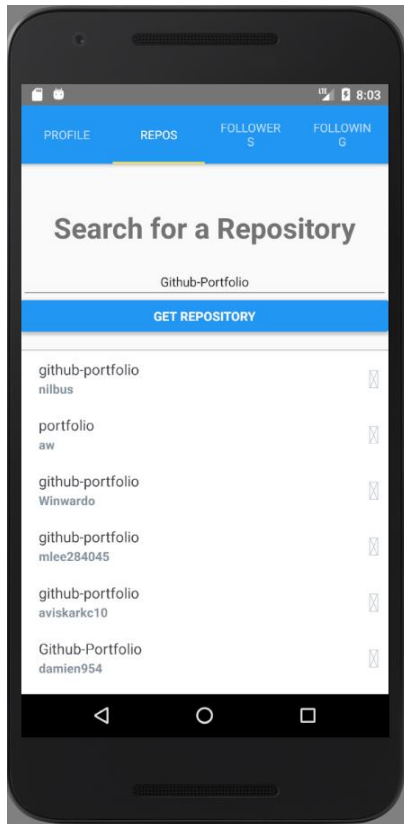 LTE 8:03
PROFILE REPOS FOLLOWER FOLLOWIN
S G
Search for a Repository
Github-Portfolio
GET REPOSITORY
github-portfolio
nilbus
portfolio
aw
github-portfolio
Winwardo
github-portfolio
mlee284045
github-portfolio
aviskarkc10
Github-Portfolio
damien954